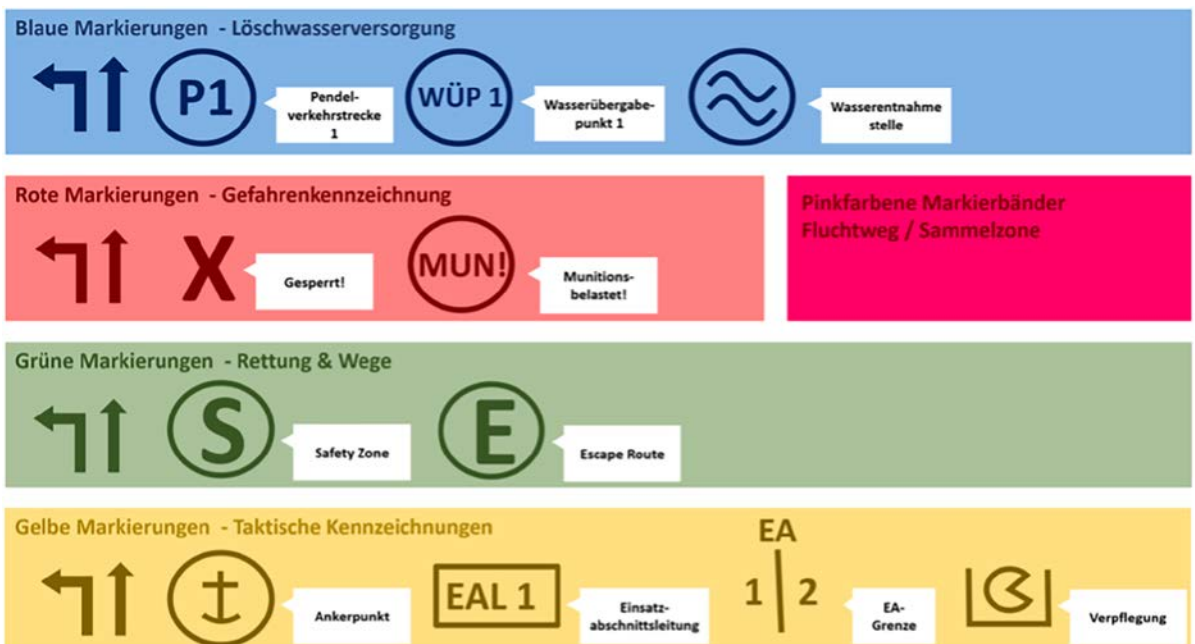 Blaue Markierungen - Löschwasserversorgung
P1
Pendel-
verkehrstrecke
1
WÜP 1
Wasserübergabe-
punkt 1
Wasserentnahme
stelle
Rote Markierungen - Gefahrenkennzeichnung
X
Gesperrt!
MUN!
Munitions-
belastet!
Pinkfarbene Markierbänder
Fluchtweg / Sammelzone
Grüne Markierungen - Rettung & Wege
S
Safety Zone
E
Escape Route
Gelbe Markierungen - Taktische Kennzeichnungen
Ankerpunkt
EAL 1
Einsatz-
abschnittsleitung
EA
1 | 2
EA-
Grenze
Verpflegung